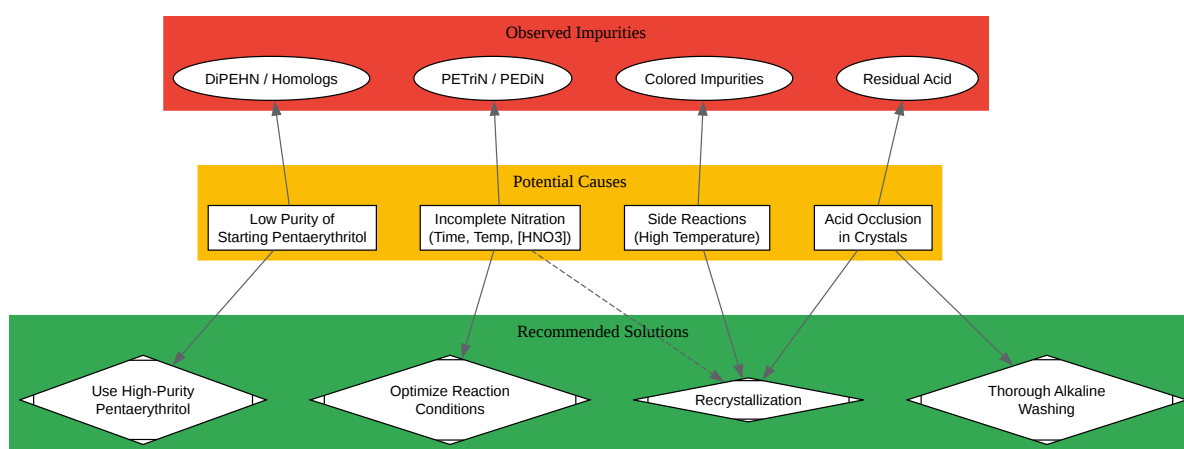 Observed Impurities
DiPEHN / Homologs
PETriN / PEDiN
Colored Impurities
Residual Acid
Potential Causes
Low Purity of
Starting Pentaerythritol
Incomplete Nitration
(Time, Temp, [HNO3])
Side Reactions
(High Temperature)
Acid Occlusion
in Crystals
Recommended Solutions
Use High-Purity
Pentaerythritol
Optimize Reaction
Conditions
Recrystallization
Thorough Alkaline
Washing